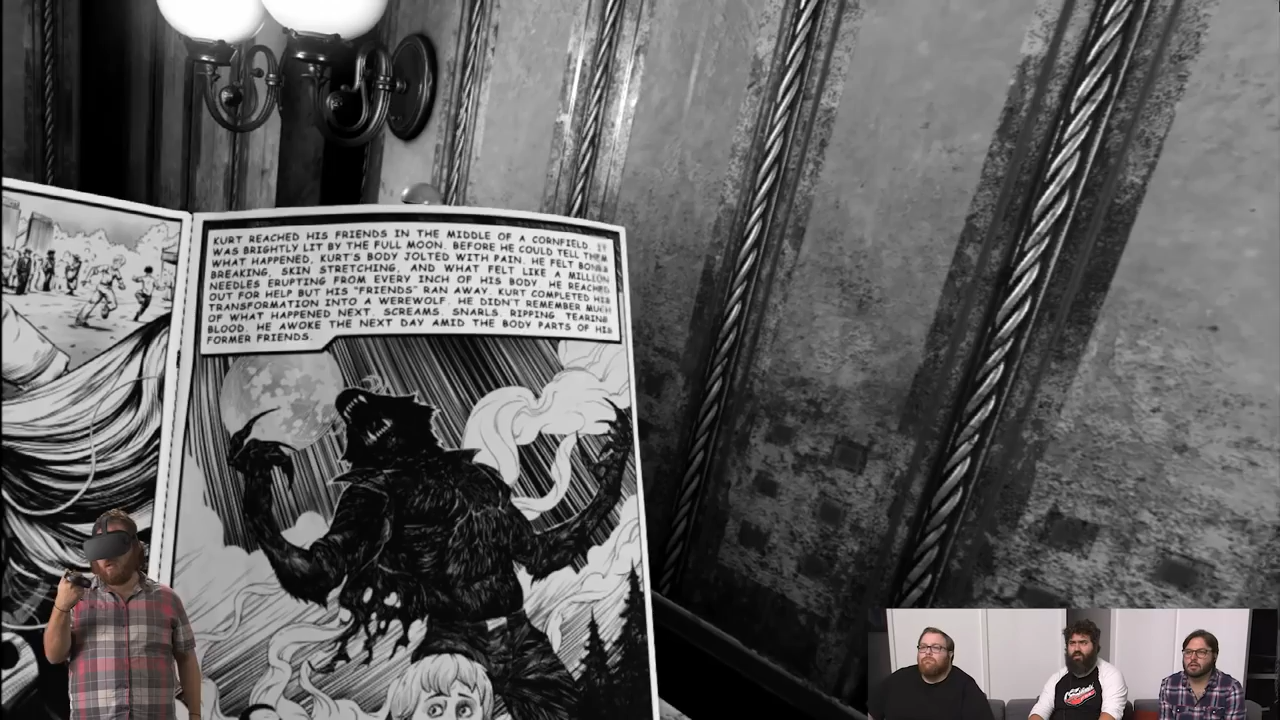 KURT REACHED HIS FRIENDS IN THE MIDDLE OF A CORNFIELD. IT
WAS BRIGHTLY LIT BY THE FULL MOON. BEFORE HE COULD TELL THEM
WHAT HAPPENED, KURT'S BODY JOLTED WITH PAIN. HE FELT BONES
BREAKING, SKIN STRETCHING, AND WHAT FELT LIKE A MILLION
NEEDLES ERUPTING FROM EVERY INCH OF HIS BODY. HE REACHED
OUT FOR HELP BUT HIS "FRIENDS" RAN AWAY. KURT COMPLETED HIS
TRANSFORMATION INTO A WEREWOLF. HE DIDN'T REMEMBER MUCH
OF WHAT HAPPENED NEXT. SCREAMS. SNARLS. RIPPING. TEARING.
BLOOD. HE AWOKE THE NEXT DAY AMID THE BODY PARTS OF HIS
FORMER FRIENDS.